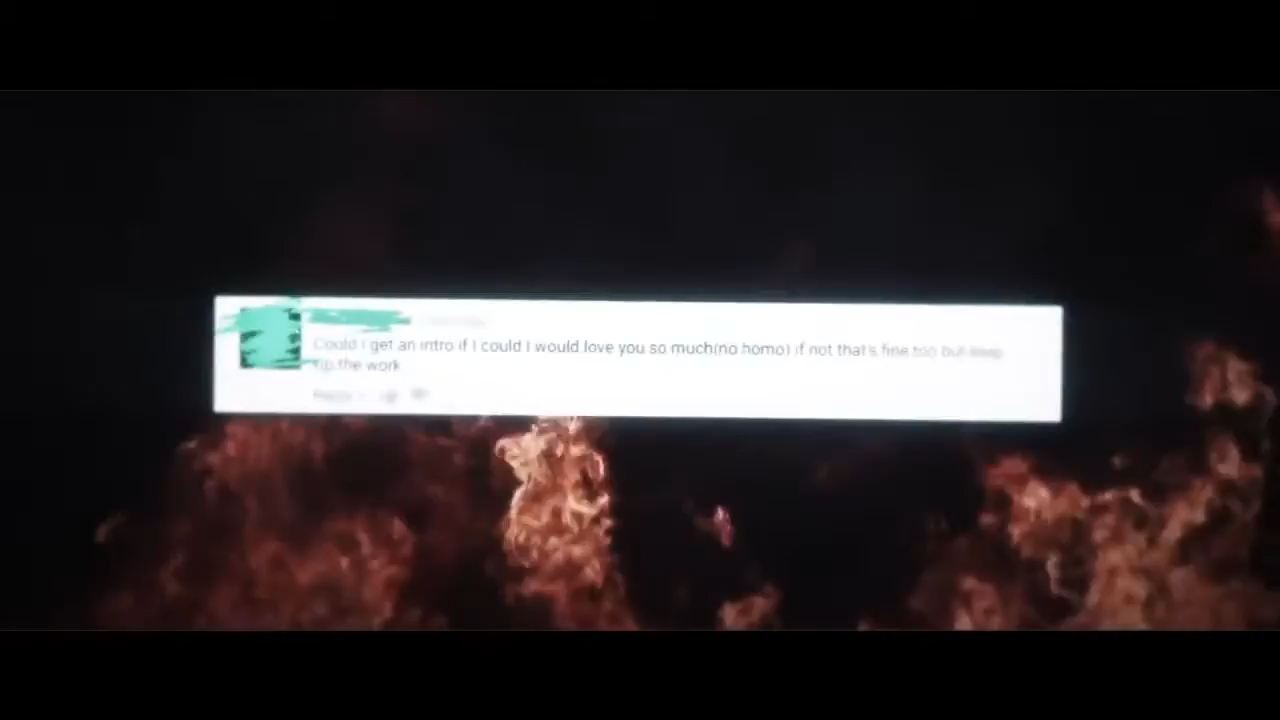 Could i get an intro if I could I would love you so much(no homo) if not that's fine too but keep
up the work
Reply